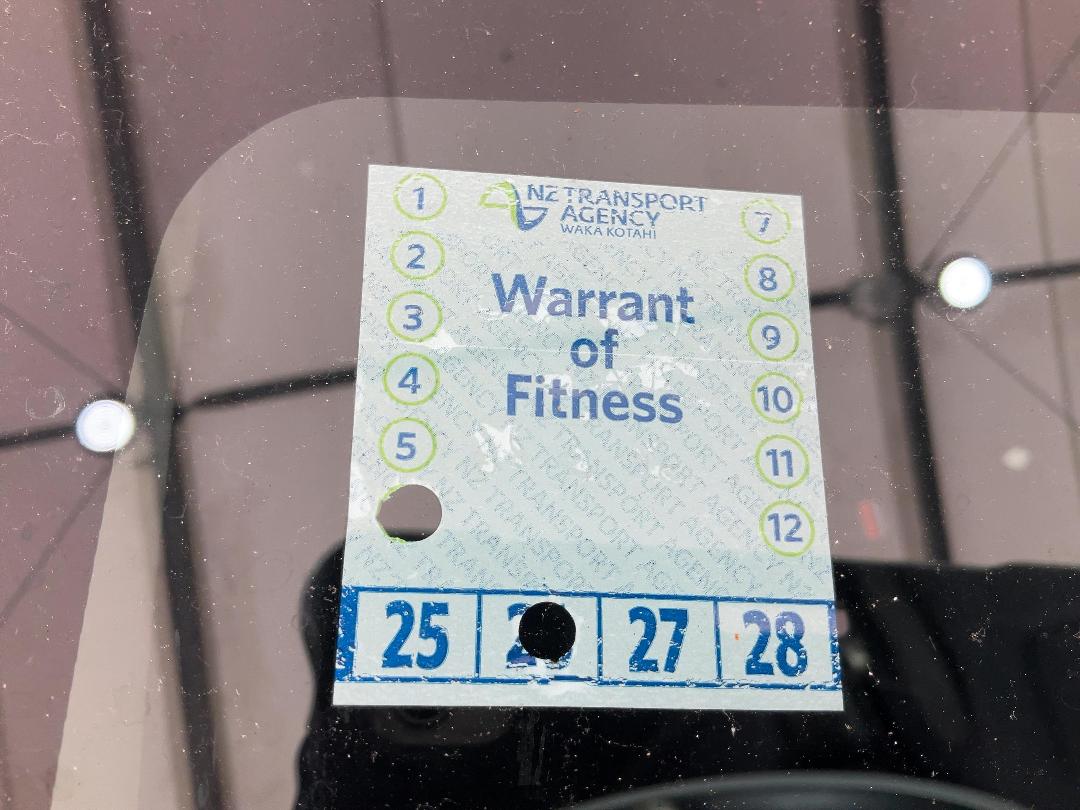 NZ TRANSPORT
AGENCY
WAKA KOTAHI
1
2
3
4
5
7
8
9
10
11
12
Warrant
of
Fitness
25 27 28